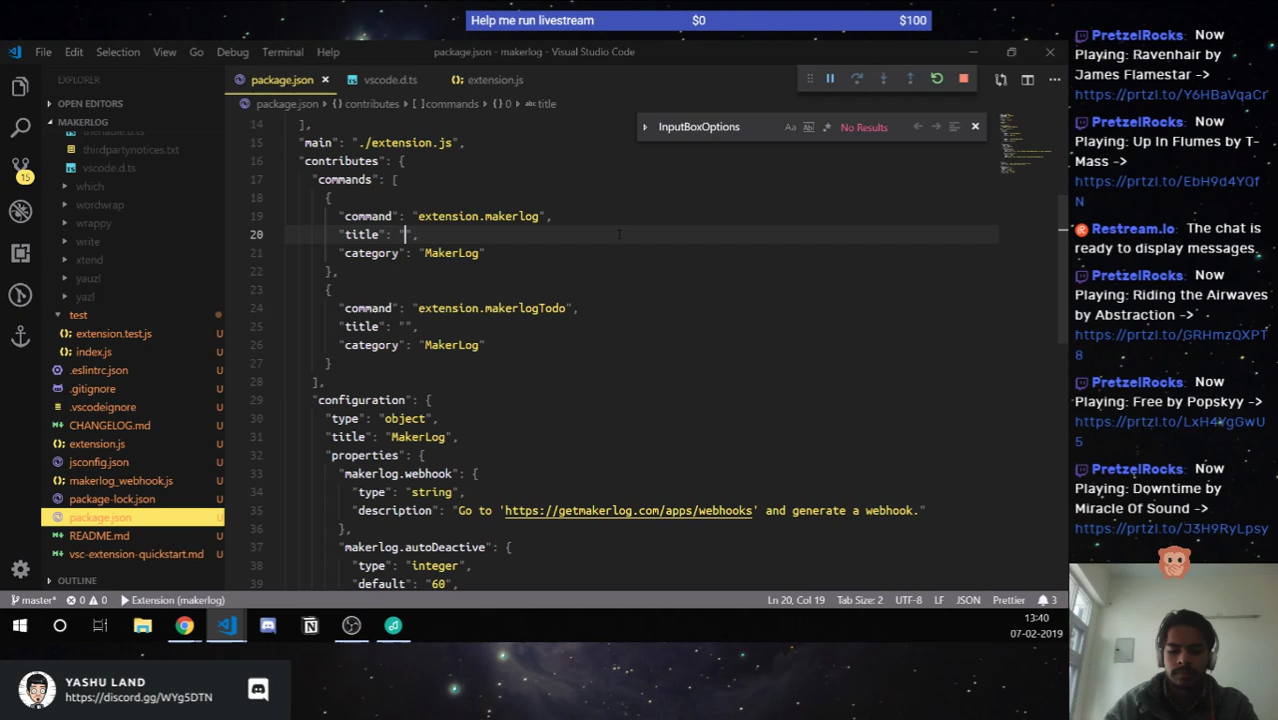 Help me run livestream $0 $100
File Edit Selection View Go Debug Terminal Help
package.json - makerlog - Visual Studio Code
EXPLORER
OPEN EDITORS
MAKERLOG
thenable.d.ts
thirdpartynotices.txt
vscode.d.ts
which
wordwrap
wrappy
write
xtend
yauzl
yazl
test
extension.test.js U
index.js U
.eslintrc.json U
.gitignore U
.vscodeignore U
CHANGELOG.md U
extension.js U
jsconfig.json U
makerlog_webhook.js U
package-lock.json U
package.json U
README.md U
vsc-extension-quickstart.md U
OUTLINE
15
package.json vscode.d.ts extension.js
package.json > { } contributes > [ ] commands > { } 0 > abc title
InputBoxOptions Aa Abl No Results
14 ],
15 "main": "./extension.js",
16 "contributes": {
17 "commands": [
18 {
19 "command": "extension.makerlog",
20 "title": "",
21 "category": "MakerLog"
22 },
23 {
24 "command": "extension.makerlogTodo",
25 "title": "",
26 "category": "MakerLog"
27 }
28 ],
29 "configuration": {
30 "type": "object",
31 "title": "MakerLog",
32 "properties": {
33 "makerlog.webhook": {
34 "type": "string",
35 "description": "Go to 'https://getmakerlog.com/apps/webhooks' and generate a webhook."
36 },
37 "makerlog.autoDeactive": {
38 "type": "integer",
39 "default": "60",
master* 0 0 Extension (makerlog) Ln 20, Col 19 Tab Size: 2 UTF-8 LF JSON Prettier 3
13:40
07-02-2019
YASHU LAND
https://discord.gg/WYg5DTN
PretzelRocks: Now
Playing: Ravenhair by
James Flamestar ->
https://prtzl.to/Y6HBaVqaCr
PretzelRocks: Now
Playing: Up In Flumes by T-
Mass ->
https://prtzl.to/EbH9d4YQf
N
Restream.Io: The chat is
ready to display messages.
PretzelRocks: Now
Playing: Riding the Airwaves
by Abstraction ->
https://prtzl.to/GRHmzQXPT
8
PretzelRocks: Now
Playing: Free by Popskyy ->
https://prtzl.to/LxH4YgGwU
5
PretzelRocks: Now
Playing: Downtime by
Miracle Of Sound ->
https://prtzl.to/J3H9RyLpsy